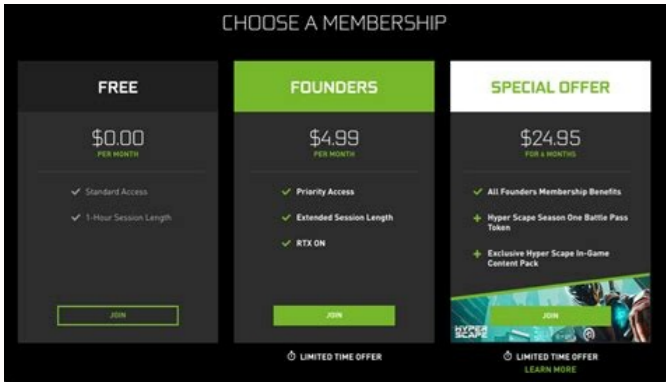 CHOOSE A MEMBERSHIP
FREE
$0.00
PER MONTH
Standard Access
1-Hour Session Length
JOIN
FOUNDERS
$4.99
PER MONTH
Priority Access
Extended Session Length
RTX ON
JOIN
LIMITED TIME OFFER
SPECIAL OFFER
$24.95
FOR 6 MONTHS
All Founders Membership Benefits
Hyper Scape Season One Battle Pass
Token
Exclusive Hyper Scape In-Game
Content Pack
JOIN
HYPER
SCAPE
LIMITED TIME OFFER
LEARN MORE